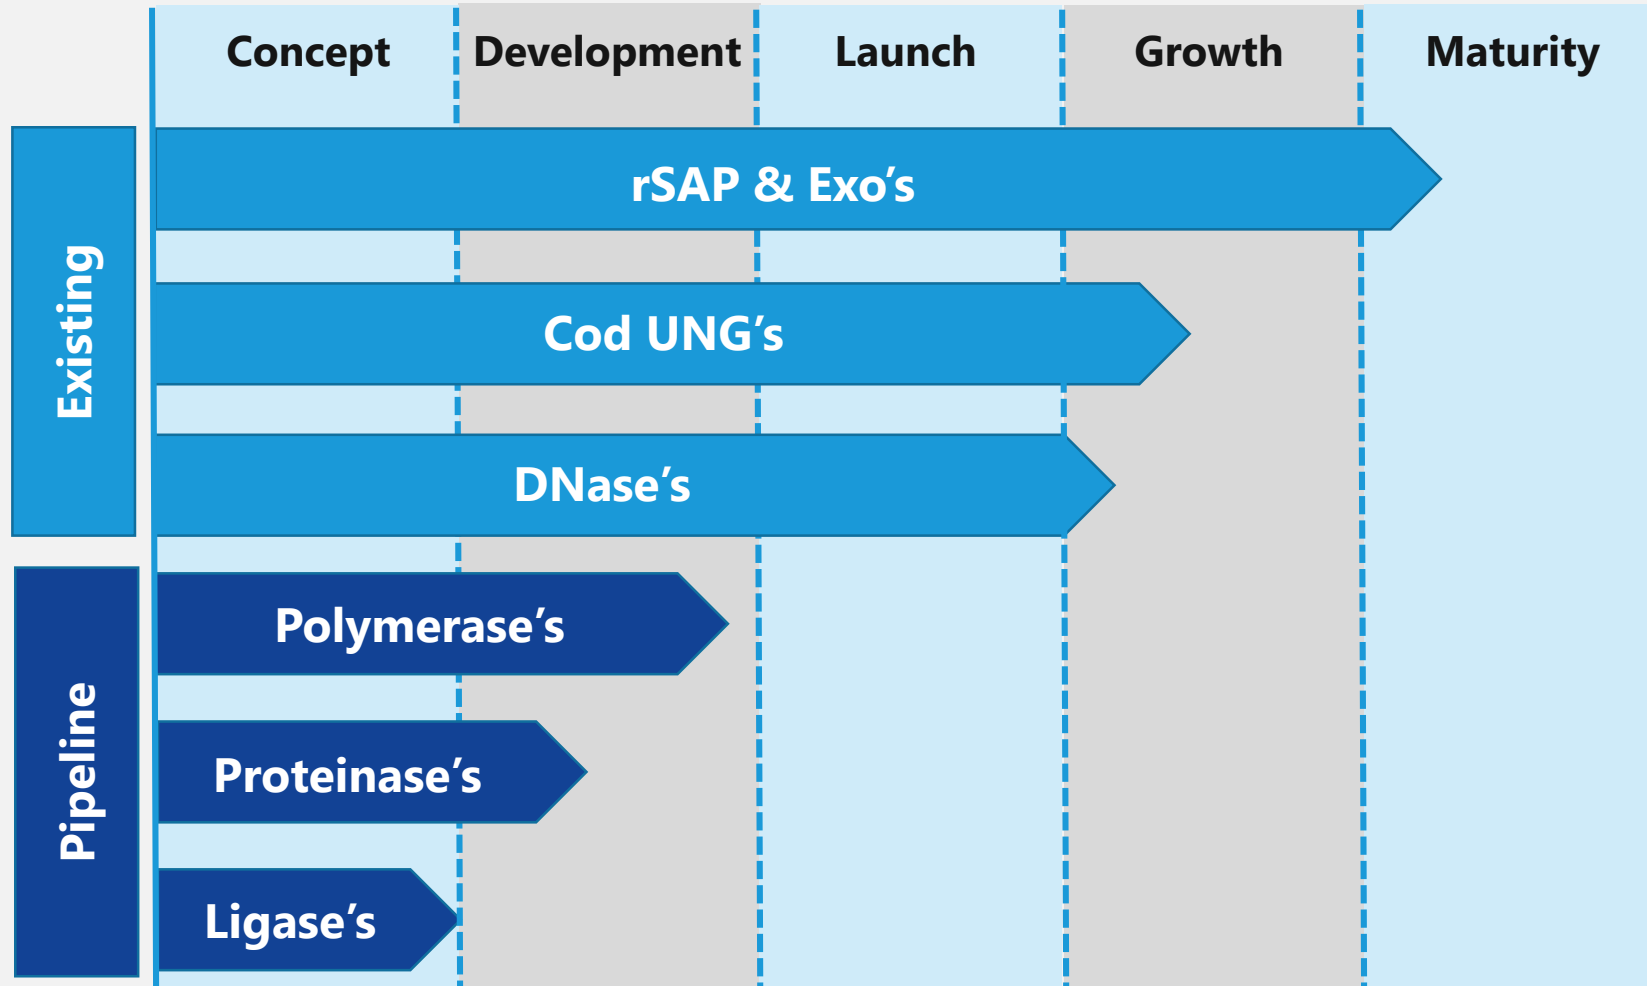 Concept Development Launch Growth Maturity
Existing
rSAP & Exo’s
Cod UNG’s
DNase’s
Pipeline
Polymerase’s
Proteinase’s
Ligase’s